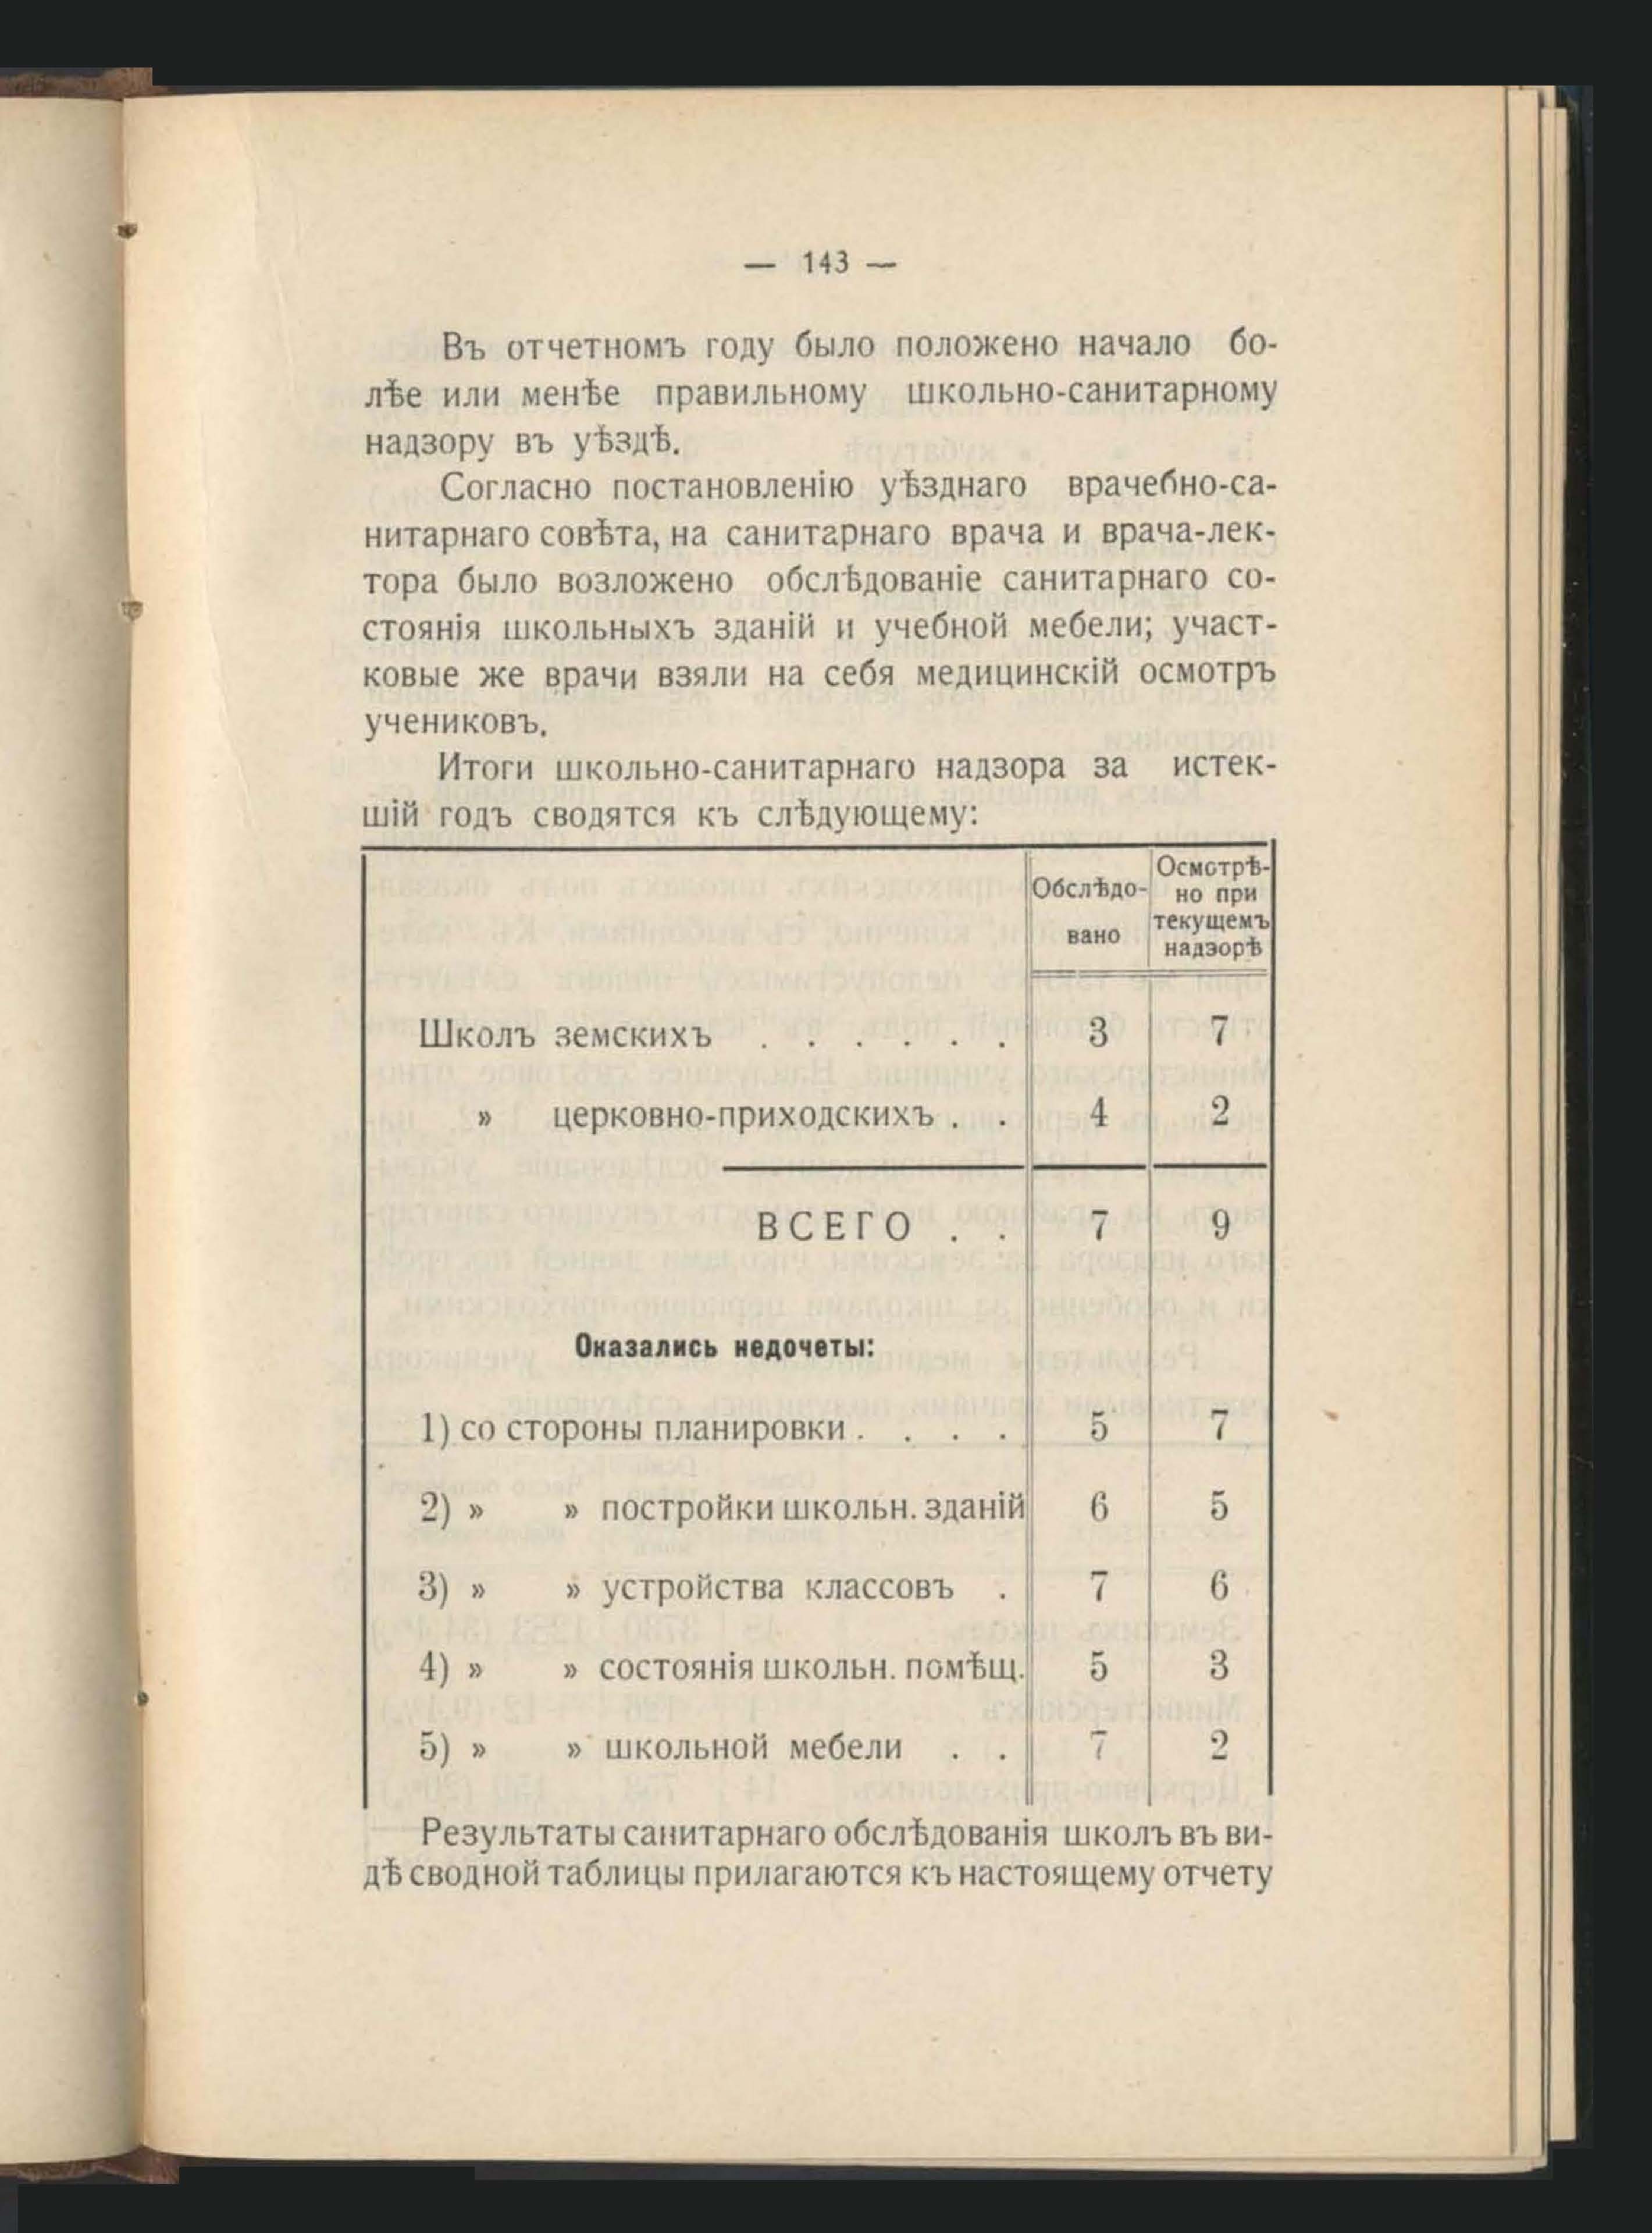 — 143 —
Въ отчетномъ году было положено начало бо-
лѣе или менѣе правильному школьно-санитарному
надзору въ уѣздѣ.
Согласно постановленію уѣзднаго врачебно-са-
нитарнаго совѣта, на санитарнаго врача и врача-лек-
тора было возложено обслѣдованіе санитарнаго со-
стоянія школьныхъ зданій и учебной мебели; участ-
ковые же врачи взяли на себя медицинскій осмотръ
учениковъ.
Итоги школьно-санитарнаго надзора за истек-
шій годъ сводятся къ слѣдующему:
Обслѣдо-
вано
Осмотрѣ-
но при
текущемъ
надзорѣ
Школъ земскихъ . . . . . . 3 7
» церковно-приходскихъ . . 4 2
ВСЕГО . . 7 9
Оказались недочеты:
1) со стороны планировки . . . . 5 7
2) » » постройки школьн. зданій 6 5
3) » » устройства классовъ . 7 6
4) » » состоянія школьн. помѣщ. 5 3
5) » » школьной мебели . . 7 2
Результаты санитарнаго обслѣдованія школъ въ ви-
дѣ сводной таблицы прилагаются къ настоящему отчету